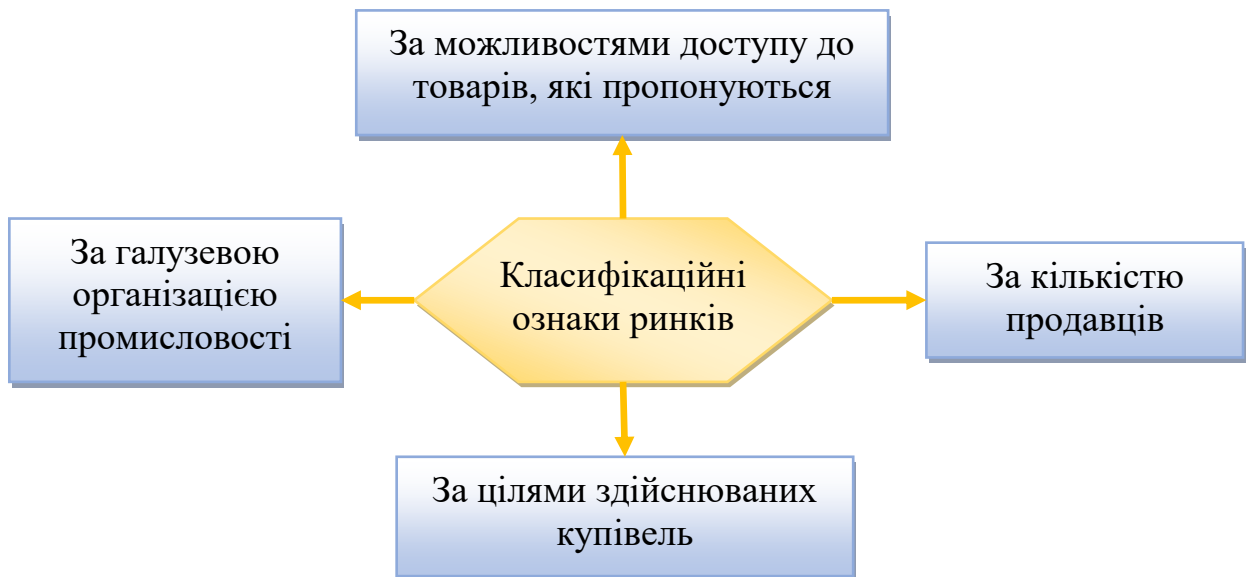 За можливостями доступу до
товарів, які пропонуються
За галузевою
організацією
промисловості
Класифікаційні
ознаки ринків
За кількістю
продавців
За цілями здійснюваних
купівель